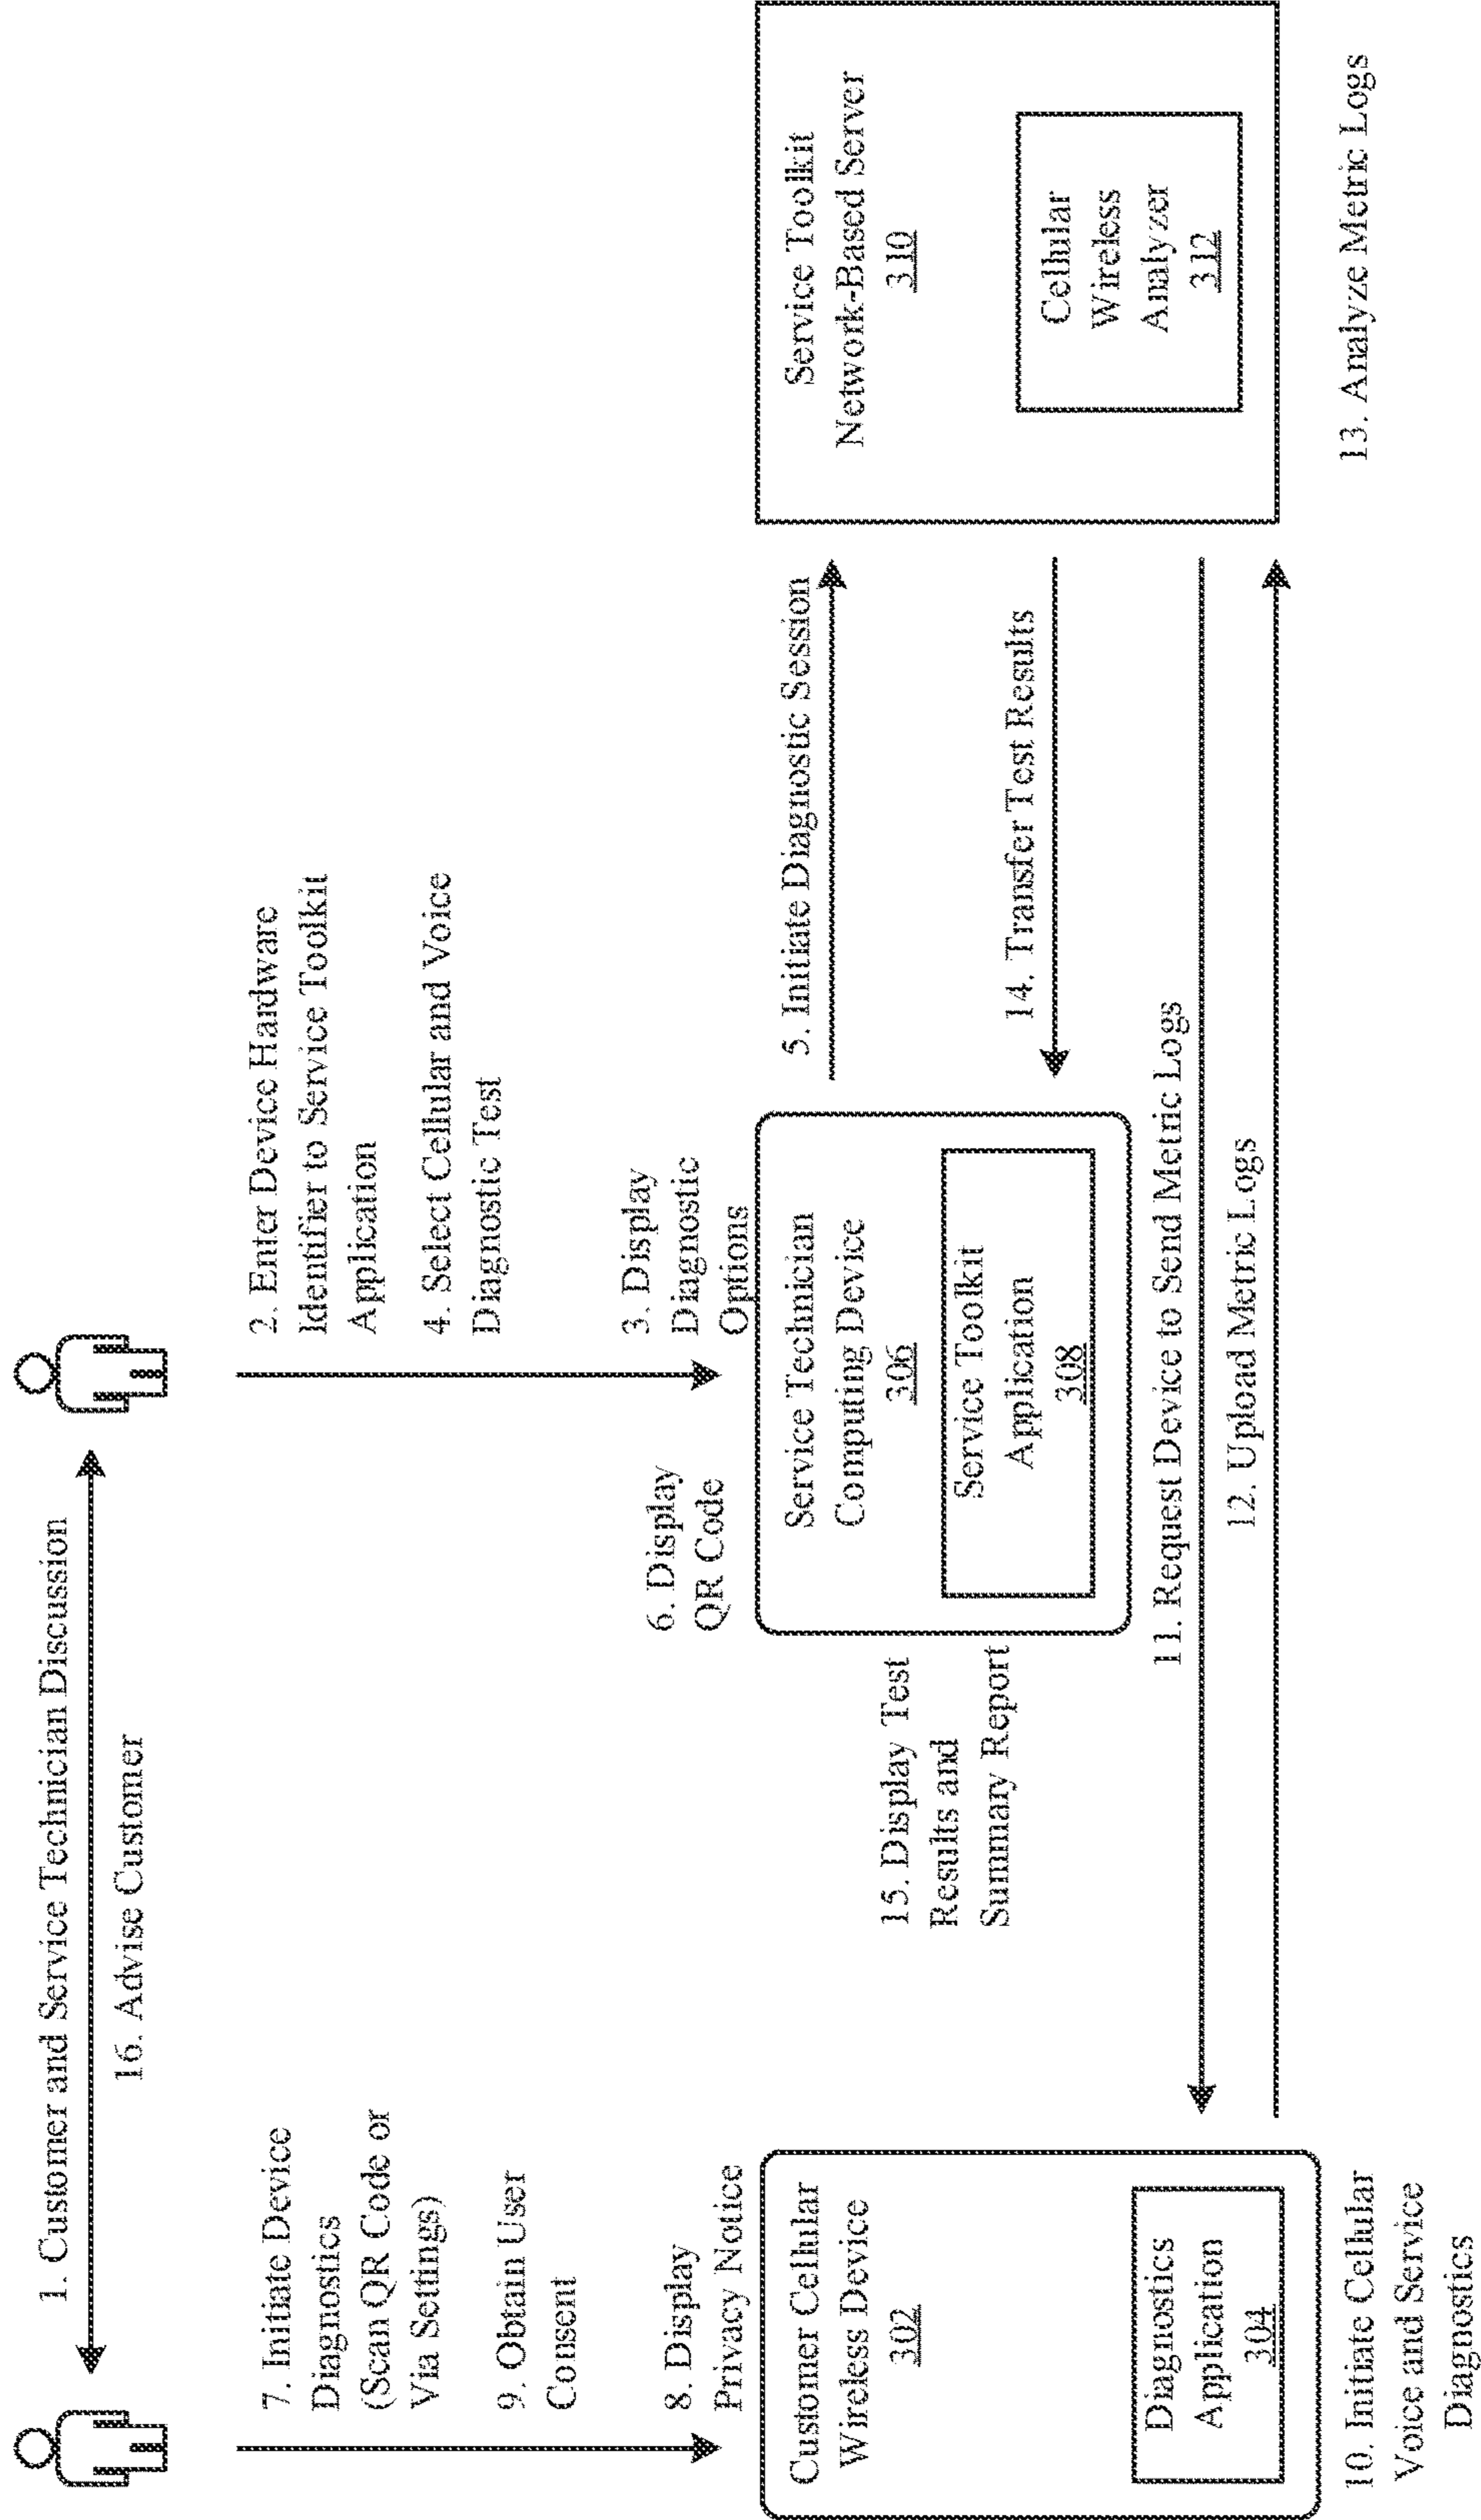 1. Customer and Service Technician Discussion
16. Advise Customer
7. Initiate Device
Diagnostics
(Scan QR Code or
Via Settings)
9. Obtain User
Consent
8. Display
Privacy Notice
Customer Cellular
Wireless Device
302
Diagnostics
Application
304
10. Initiate Cellular
Voice and Service
Diagnostics
2. Enter Device Hardware
Identifier to Service Toolkit
Application
4. Select Cellular and Voice
Diagnostic Test
3. Display
Diagnostic
Options
6. Display
QR Code
Service Technician
Computing Device
306
Service Toolkit
Application
308
15. Display Test
Results and
Summary Report
5. Initiate Diagnostic Session
14. Transfer Test Results
11. Request Device to Send Metric Logs
12. Upload Metric Logs
Service Toolkit
Network-Based Server
310
Cellular
Wireless
Analyzer
312
13. Analyze Metric Logs